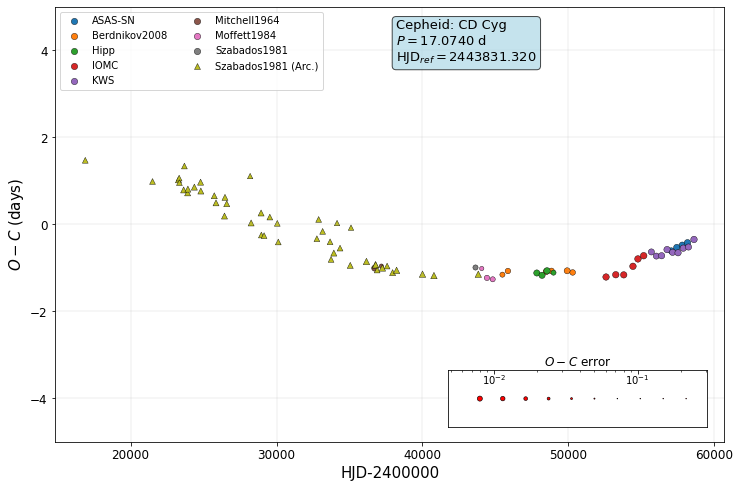 ASAS-SN
Berdnikov2008
Hipp
IOMC
KWS
Mitchell1964
Moffett1984
Szabados1981
Szabados1981 (Arc.)
Cepheid: CD Cyg
P = 17.0740 d
HJD_ref = 2443831.320
O − C (days)
4
2
0
−2
−4
O − C error
10^−2 10^−1
20000 30000 40000 50000 60000
HJD-2400000